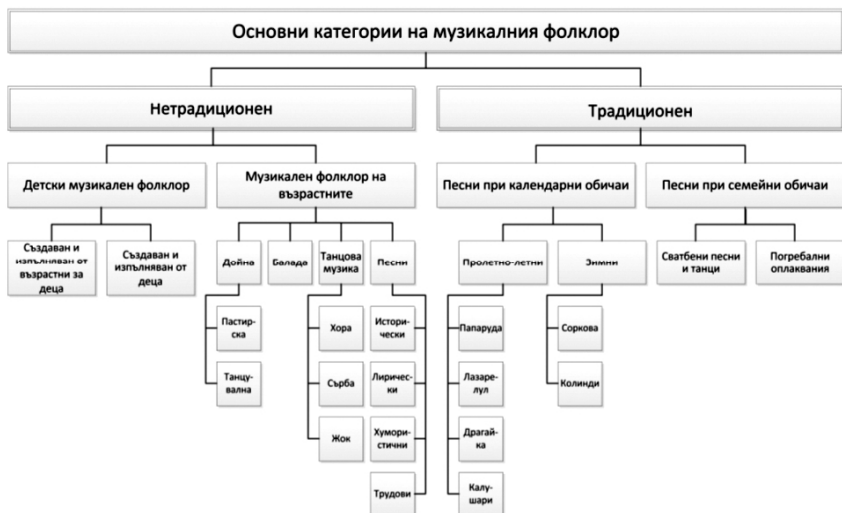 Основни категории на музикалния фолклор
Нетрадиционен
Традиционен
Детски музикален фолклор
Музикален фолклор на
възрастните
Песни при календарни обичаи
Песни при семейни обичаи
Създаван и
изпълняван от
възрастни за
деца
Създаван и
изпълняван от
деца
Дойна
Балада
Танцова
музика
Песни
Пролетно-летни
Зимни
Сватбени песни
и танци
Погребални
оплаквания
Пастир-
ска
Танцу-
вална
Хора
Сърба
Жок
Исторически
чески
Лиричес-
ки
Хумори-
стични
Трудови
Папаруда
Лазаре-
лул
Драгай-
ка
Калу-
шари
Соркова
Колинди